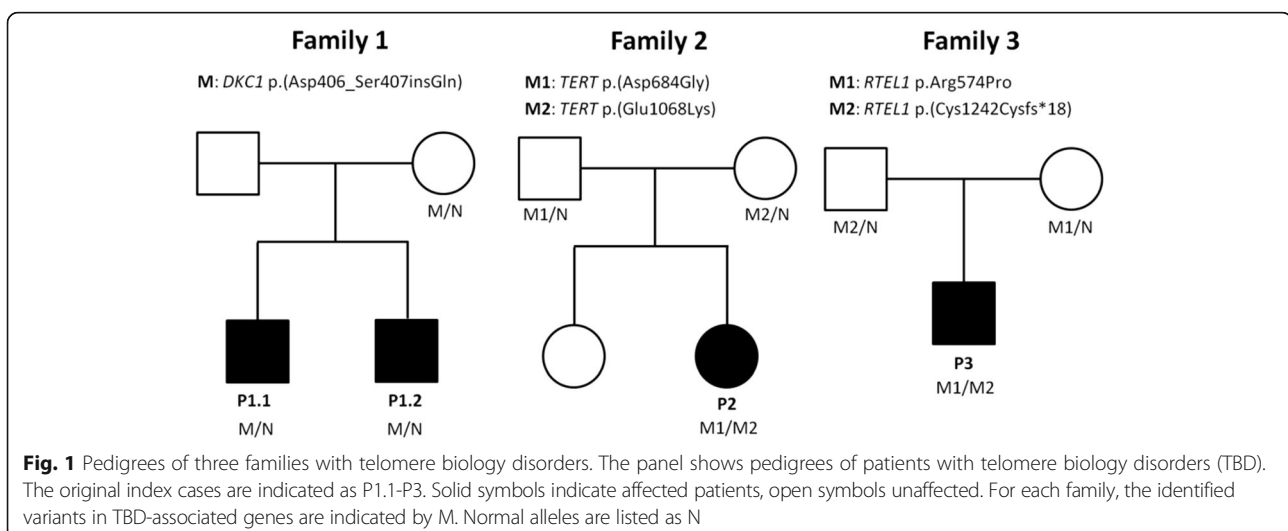 Family 1
Family 2
Family 3
M: DKC1 p.(Asp406_Ser407insGln)
M1: TERT p.(Asp684Gly)
M2: TERT p.(Glu1068Lys)
M1: RTEL1 p.Arg574Pro
M2: RTEL1 p.(Cys1242Cysfs*18)
M/N
M1/N
M2/N
M2/N
M1/N
P1.1
M/N
P1.2
M/N
P2
M1/M2
P3
M1/M2
Fig. 1 Pedigrees of three families with telomere biology disorders. The panel shows pedigrees of patients with telomere biology disorders (TBD).
The original index cases are indicated as P1.1-P3. Solid symbols indicate affected patients, open symbols unaffected. For each family, the identified
variants in TBD-associated genes are indicated by M. Normal alleles are listed as N